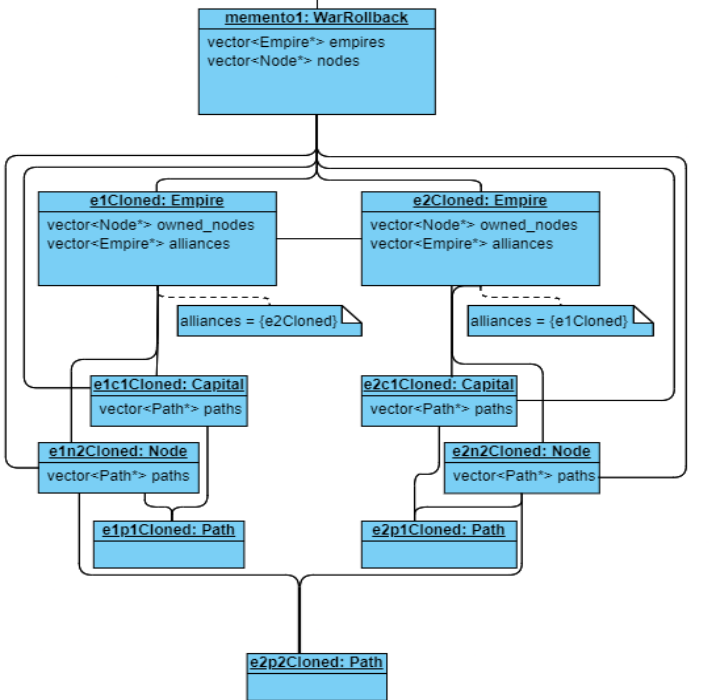 memento1: WarRollback
vector<Empire*> empires
vector<Node*> nodes
e1Cloned: Empire
vector<Node*> owned_nodes
vector<Empire*> alliances
e2Cloned: Empire
vector<Node*> owned_nodes
vector<Empire*> alliances
alliances = {e2Cloned}
alliances = {e1Cloned}
e1c1Cloned: Capital
vector<Path*> paths
e2c1Cloned: Capital
vector<Path*> paths
e1n2Cloned: Node
vector<Path*> paths
e2n2Cloned: Node
vector<Path*> paths
e1p1Cloned: Path
e2p1Cloned: Path
e2p2Cloned: Path